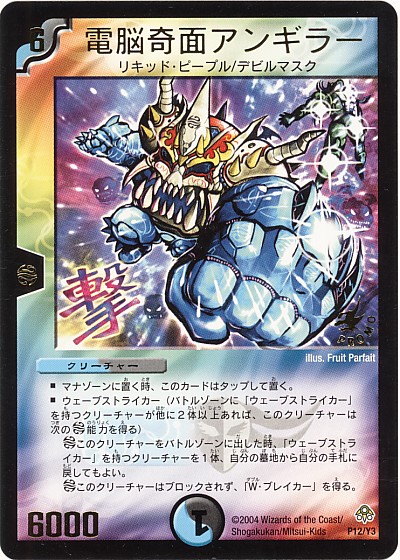 6
電脳奇面アンギラー
リキッド・ピープル/デビルマスク
撃
PROMO
illus. Fruit Parfait
クリーチャー
■ マナゾーンに置く時、このカードはタップして置く。
■ ウェーブストライカー（バトルゾーンに「ウェーブストライカー」
を持つクリーチャーが他に２体以上あれば、このクリーチャーは
次の能力を得る）
このクリーチャーをバトルゾーンに出した時、「ウェーブストラ
イカー」を持つクリーチャーを１体、自分の墓地から自分の手札に
戻してもよい。
このクリーチャーはブロックされず、「W・ブレイカー」を得る。
6000
1
©2004 Wizards of the Coast/
Shogakukan/Mitsui-Kids
P12/Y3